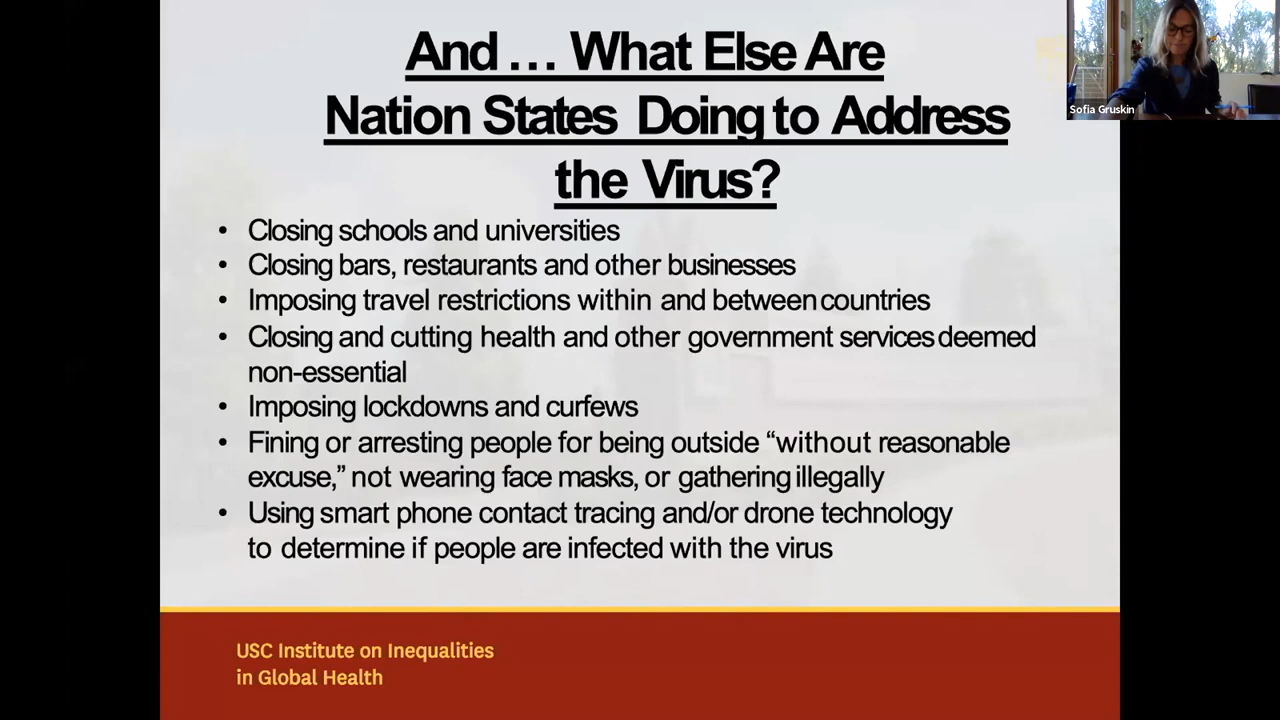 And … What Else Are
Nation States Doing to Address
the Virus?
• Closing schools and universities
• Closing bars, restaurants and other businesses
• Imposing travel restrictions within and between countries
• Closing and cutting health and other government services deemed
non-essential
• Imposing lockdowns and curfews
• Fining or arresting people for being outside “without reasonable
excuse,” not wearing face masks, or gathering illegally
• Using smart phone contact tracing and/or drone technology
to determine if people are infected with the virus
USC Institute on Inequalities
in Global Health
Sofia Gruskin